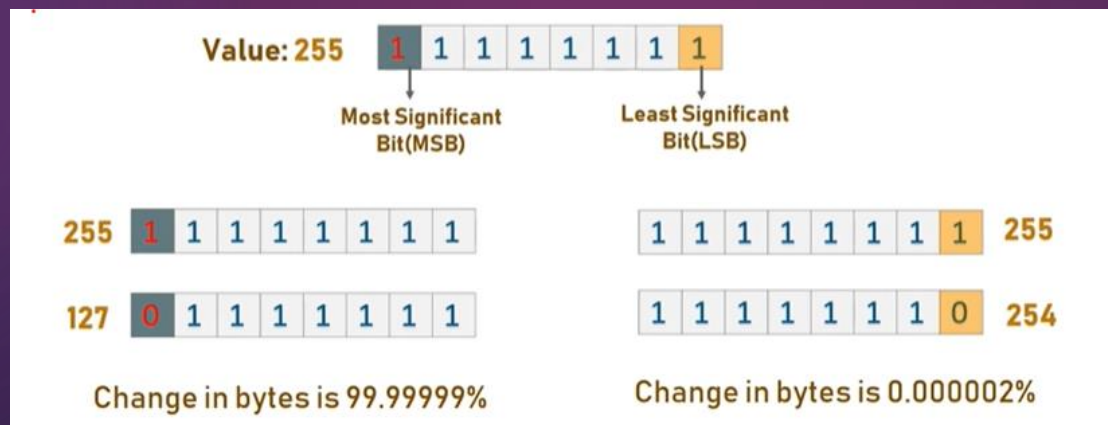 Value: 255 1 1 1 1 1 1 1 1
Most Significant
Bit(MSB)
Least Significant
Bit(LSB)
255 1 1 1 1 1 1 1 1
1 1 1 1 1 1 1 1 255
127 0 1 1 1 1 1 1 1
1 1 1 1 1 1 1 0 254
Change in bytes is 99.99999%
Change in bytes is 0.000002%